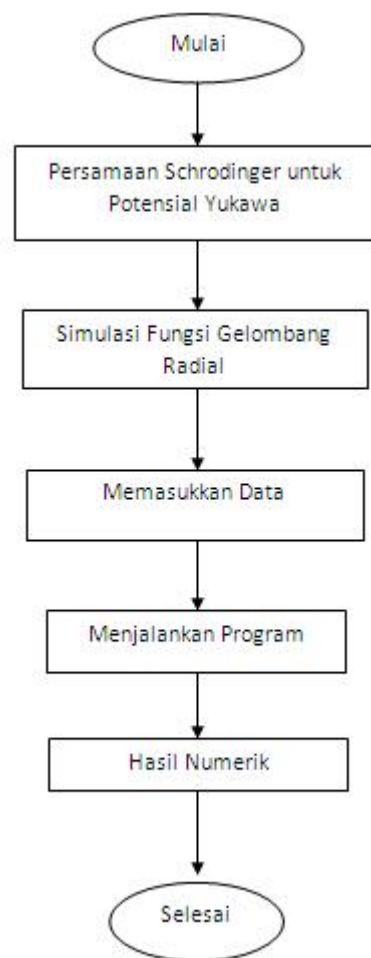 Mulai
Persamaan Schrodinger untuk
Potensial Yukawa
Simulasi Fungsi Gelombang
Radial
Memasukkan Data
Menjalankan Program
Hasil Numerik
Selesai